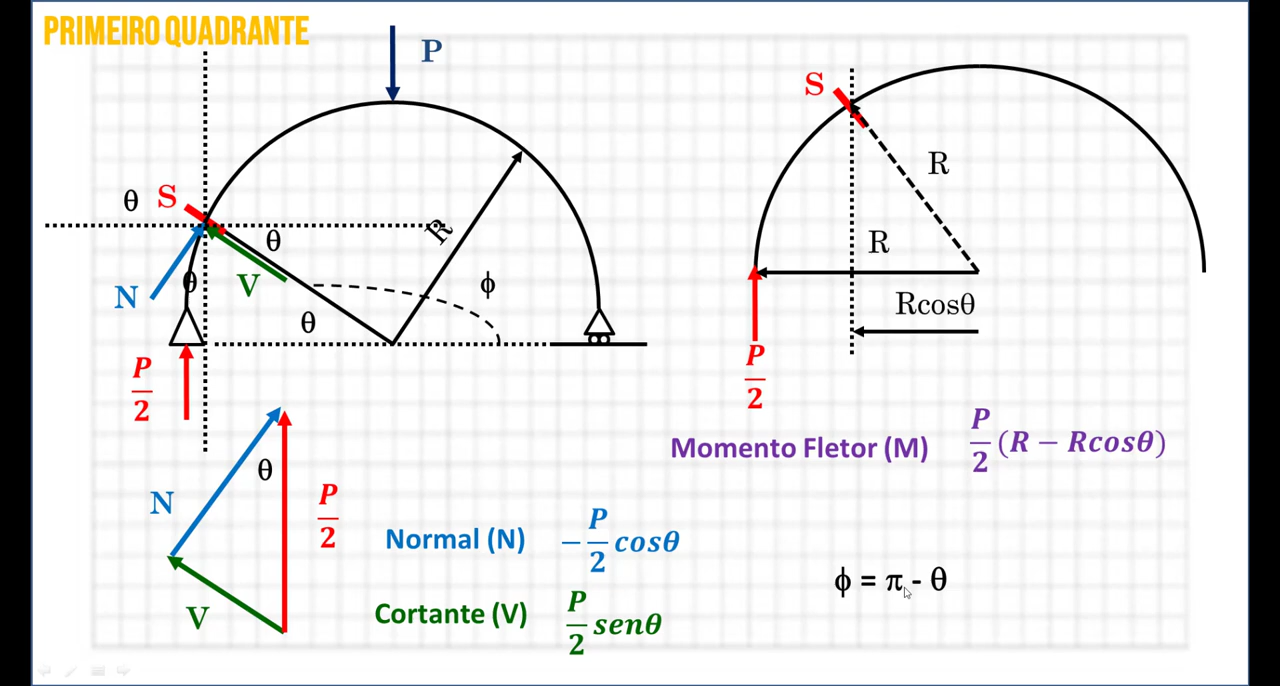 PRIMEIRO QUADRANTE
P
S
θ
S
R
θ
R
θ
R
N
V
ϕ
Rcosθ
θ
P/2
P/2
Momento Fletor (M) P/2 (R − Rcosθ)
θ
N
P/2
Normal (N) −P/2 cosθ
ϕ = π - θ
V
Cortante (V) P/2 senθ